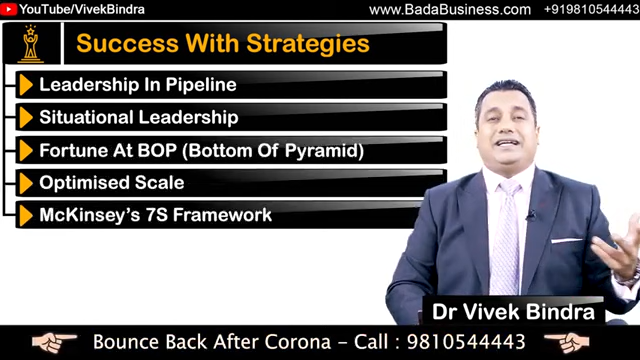 YouTube/VivekBindra
www.BadaBusiness.com +919810544443
Success With Strategies
Leadership In Pipeline
Situational Leadership
Fortune At BOP (Bottom Of Pyramid)
Optimised Scale
McKinsey's 7S Framework
Dr Vivek Bindra
Bounce Back After Corona – Call : 9810544443